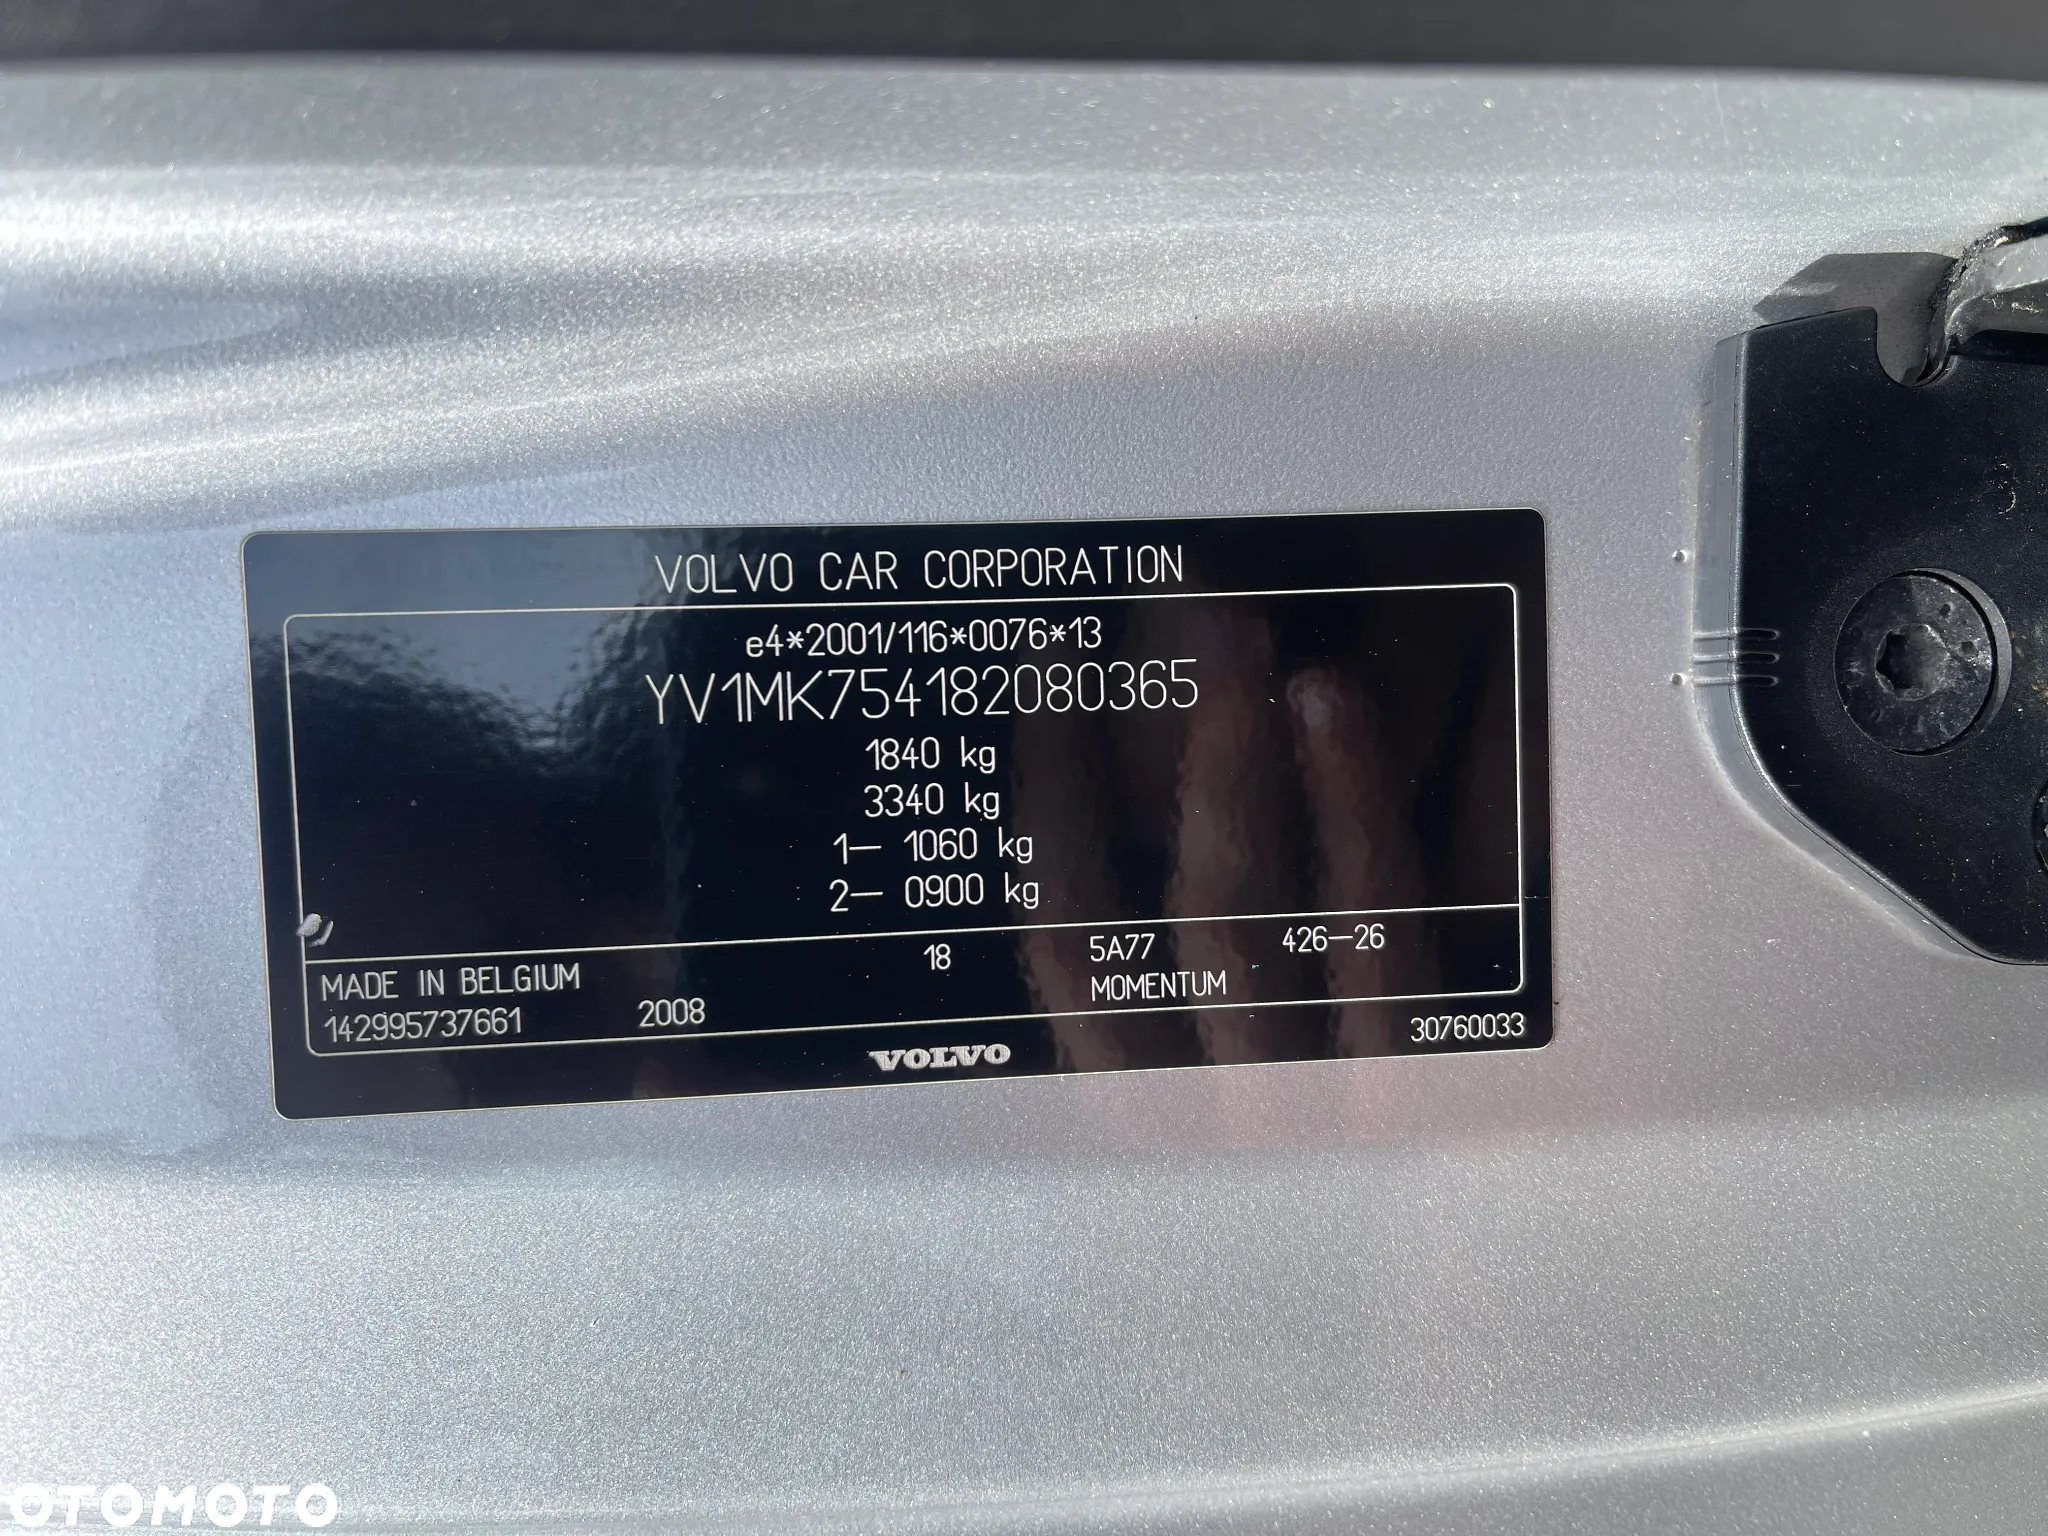 VOLVO CAR CORPORATION
e4*2001/116*0076*13
YV1MK754182080365
1840 kg
3340 kg
1— 1060 kg
2— 0900 kg
MADE IN BELGIUM 18 5A77 426—26
142995737661 2008 MOMENTUM
VOLVO 30760033
OTOMOTO